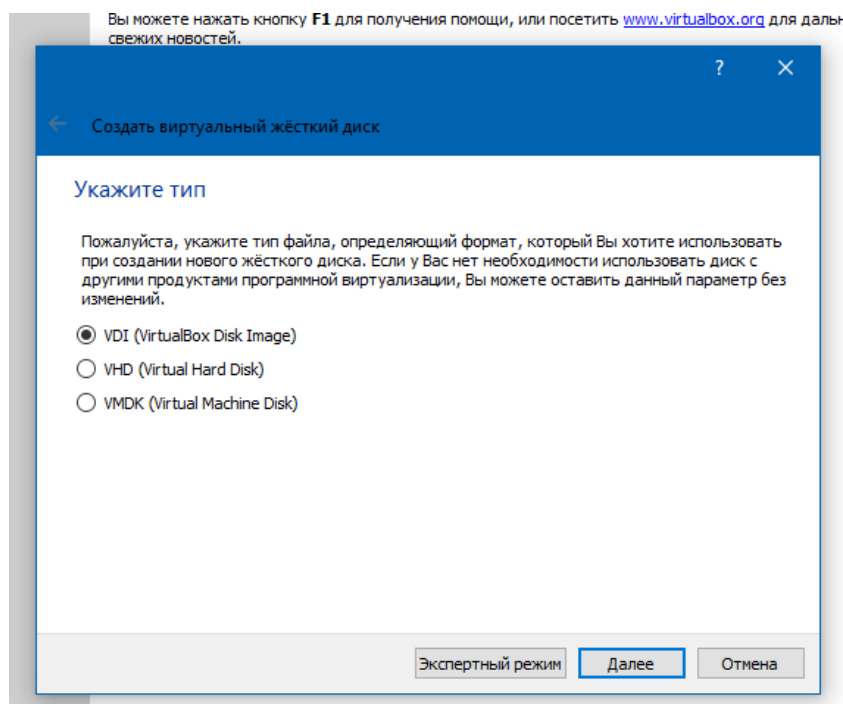 Вы можете нажать кнопку F1 для получения помощи, или посетить www.virtualbox.org для
свежих новостей.
?
Создать виртуальный жёсткий диск
Укажите тип
Пожалуйста, укажите тип файла, определяющий формат, который Вы хотите использовать
при создании нового жёсткого диска. Если у Вас нет необходимости использовать диск с
другими продуктами программной виртуализации, Вы можете оставить данный параметр без
изменений.
VDI (VirtualBox Disk Image)
VHD (Virtual Hard Disk)
VMDK (Virtual Machine Disk)
Экспертный режим Далее Отмена